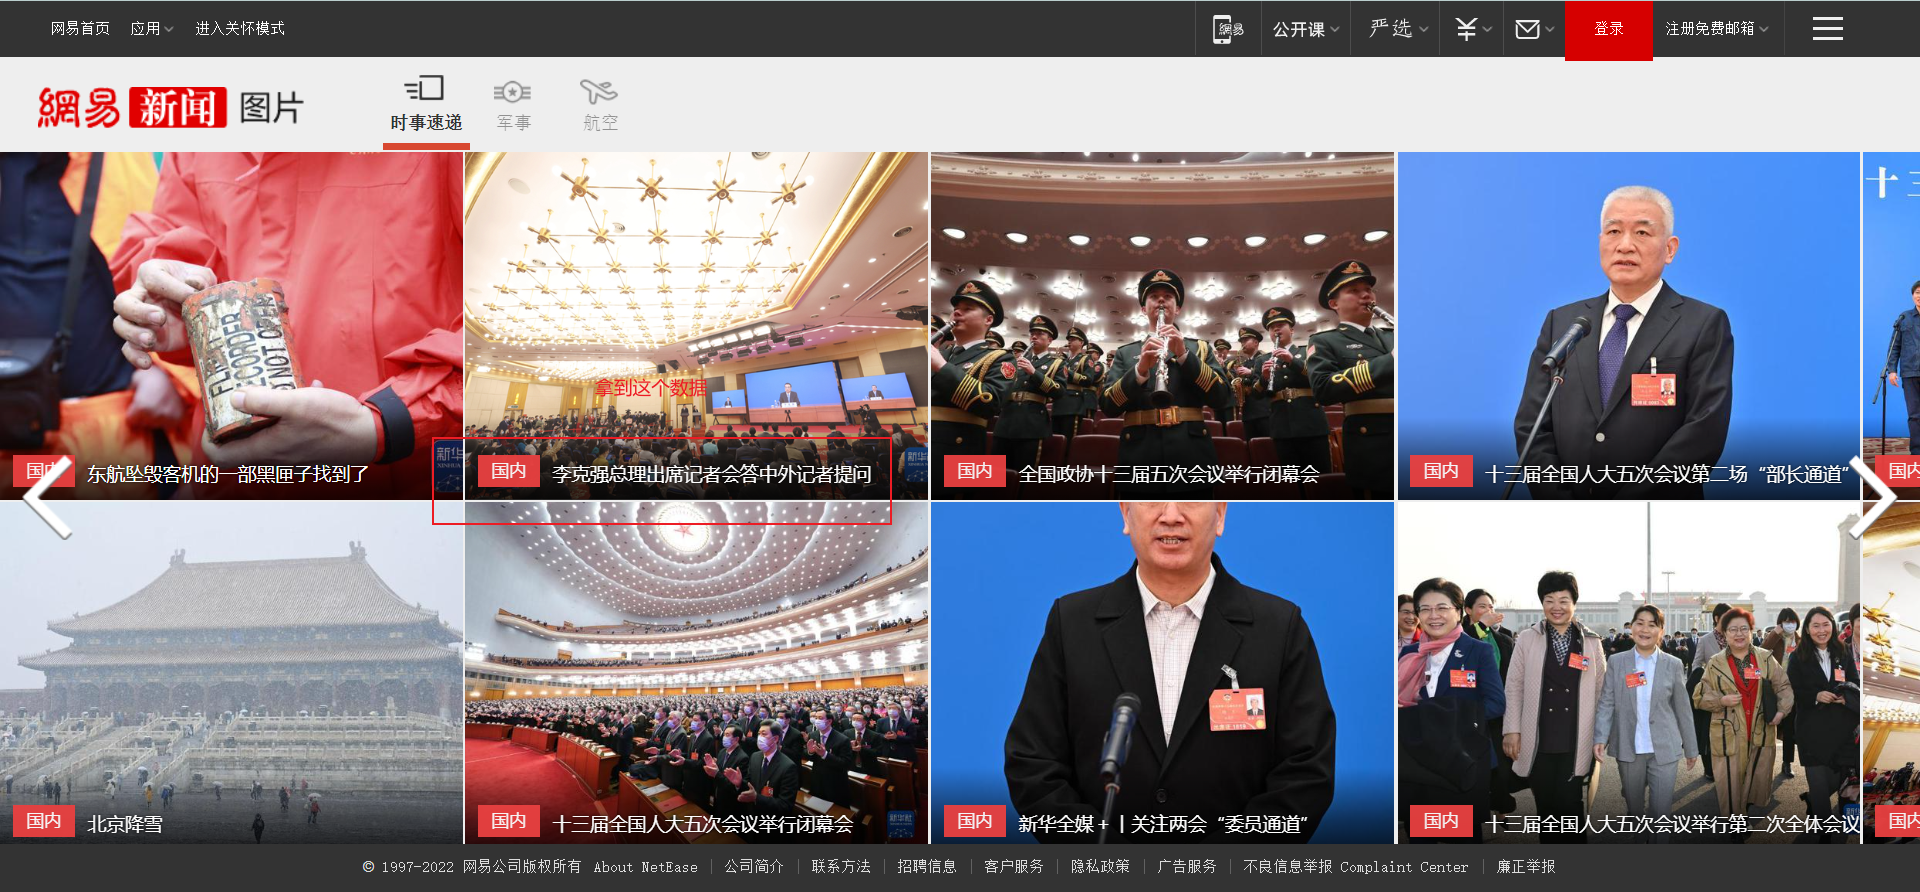 网易首页 应用 进入关怀模式 網易 公开课 严选 登录 注册免费邮箱
網易 新闻 图片
时事速递 军事 航空
十三
FLI
RECORDER
DO NOT O
拿到这个数据
新华
XINHUA
国内 东航坠毁客机的一部黑匣子找到了
国内 李克强总理出席记者会答中外记者提问
国内 全国政协十三届五次会议举行闭幕会
国内 十三届全国人大五次会议第二场“部长通道”
国内
国内 北京降雪
国内 十三届全国人大五次会议举行闭幕会
国内 新华全媒+丨关注两会“委员通道”
国内 十三届全国人大五次会议举行第二次全体会议
国内
© 1997-2022 网易公司版权所有 About NetEase | 公司简介 | 联系方法 | 招聘信息 | 客户服务 | 隐私政策 | 广告服务 | 不良信息举报 Complaint Center | 廉正举报